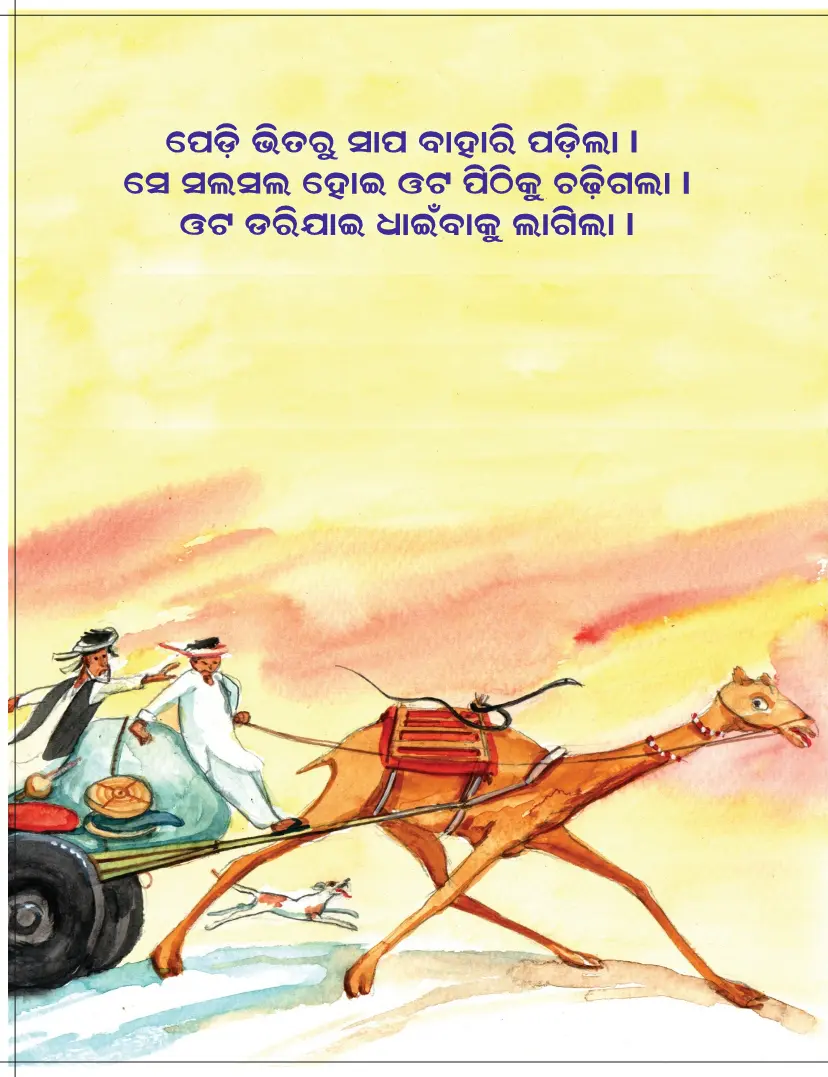 ପେଡ଼ି ଭିତରୁ ସାପ ବାହାରି ପଡ଼ିଲା ।
ସେ ସଲସଲ ହୋଇ ଓଟ ପିଠିକୁ ଚଢ଼ିଗଲା ।
ଓଟ ଡରିଯାଇ ଧାଇଁବାକୁ ଲାଗିଲା ।